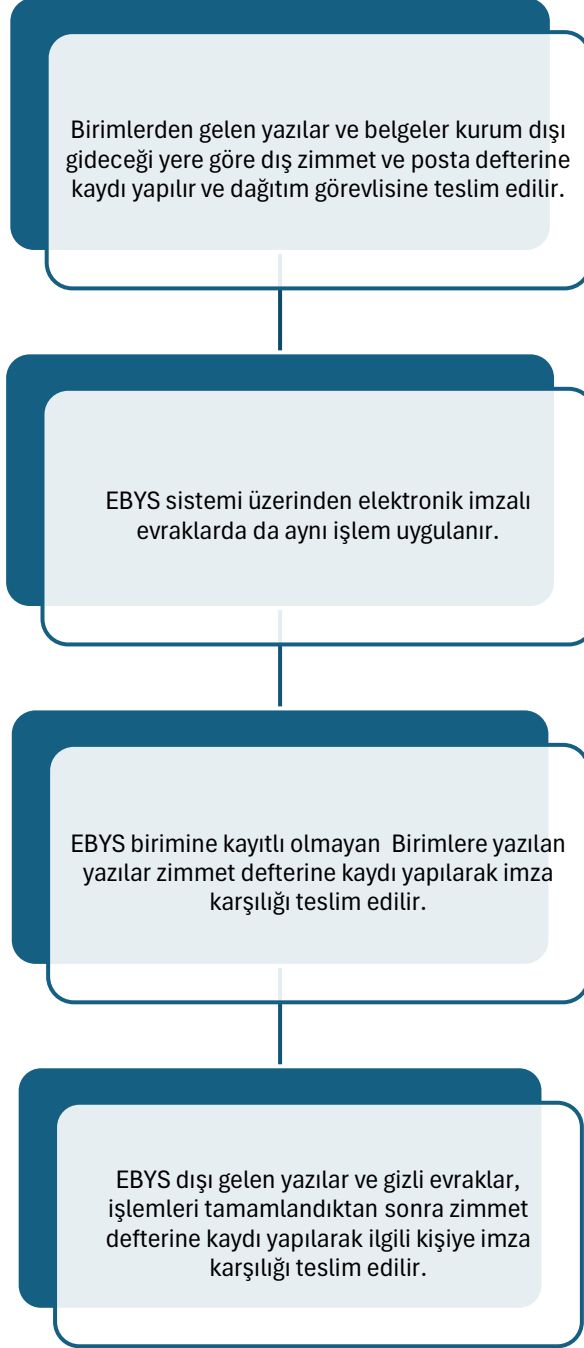 Birimlerden gelen yazılar ve belgeler kurum dışı
gideceği yere göre dış zimmet ve posta defterine
kaydı yapılır ve dağıtım görevlisine teslim edilir.
EBYS sistemi üzerinden elektronik imzalı
evraklarda da aynı işlem uygulanır.
EBYS birimine kayıtlı olmayan  Birimlere yazılan
yazılar zimmet defterine kaydı yapılarak imza
karşılığı teslim edilir.
EBYS dışı gelen yazılar ve gizli evraklar,
işlemleri tamamlandıktan sonra zimmet
defterine kaydı yapılarak ilgili kişiye imza
karşılığı teslim edilir.